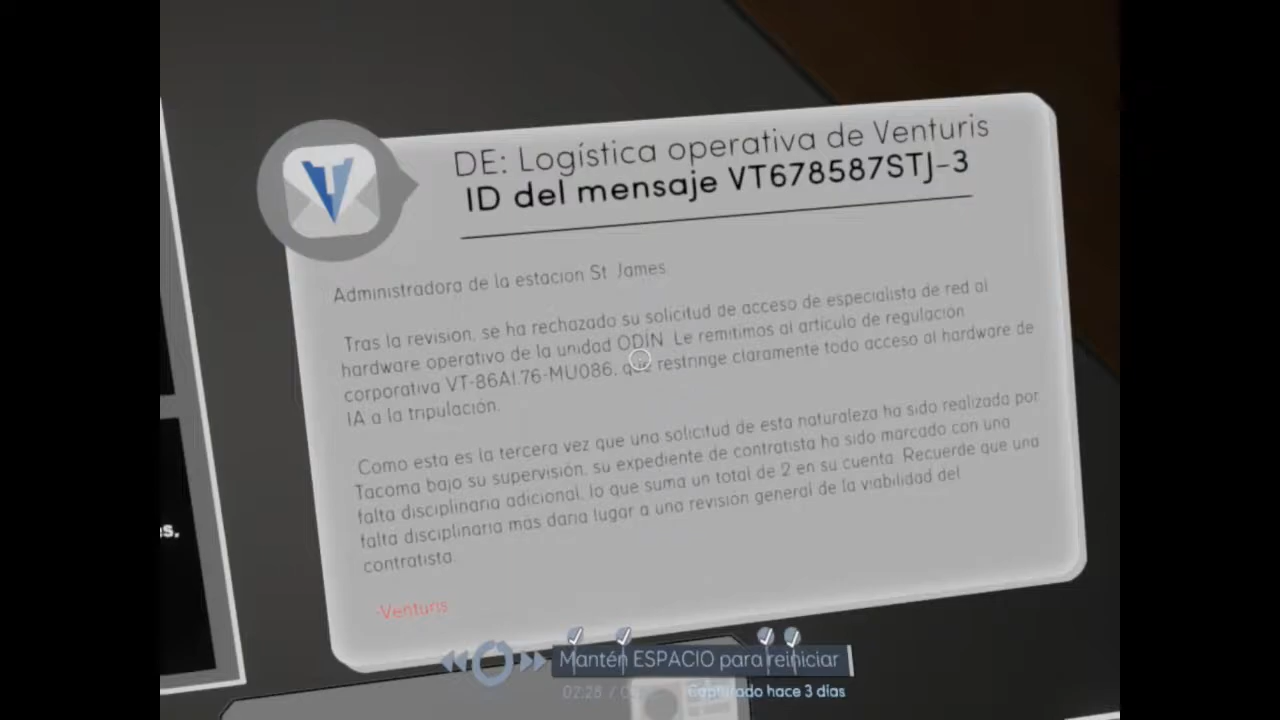 DE: Logística operativa de Venturis
ID del mensaje VT678587STJ-3
Administradora de la estacion St. James
Tras la revision, se ha rechazado su solicitud de acceso de especialista de red al
hardware operativo de la unidad ODÍN. Le remitimos al artículo de regulación
corporativa VT-86AI.76-MU086, que restringe claramente todo acceso al hardware de
IA a la tripulación.
Como esta es la tercera vez que una solicitud de esta naturaleza ha sido realizada por
Tacoma bajo su supervisión, su expediente de contratista ha sido marcado con una
falta disciplinaria adicional, lo que suma un total de 2 en su cuenta. Recuerde que una
falta disciplinaria más daría lugar a una revisión general de la viabilidad del
contratista.
-Venturis
s.
Mantén ESPACIO para reiniciar
02:28 /
Capturado hace 3 días